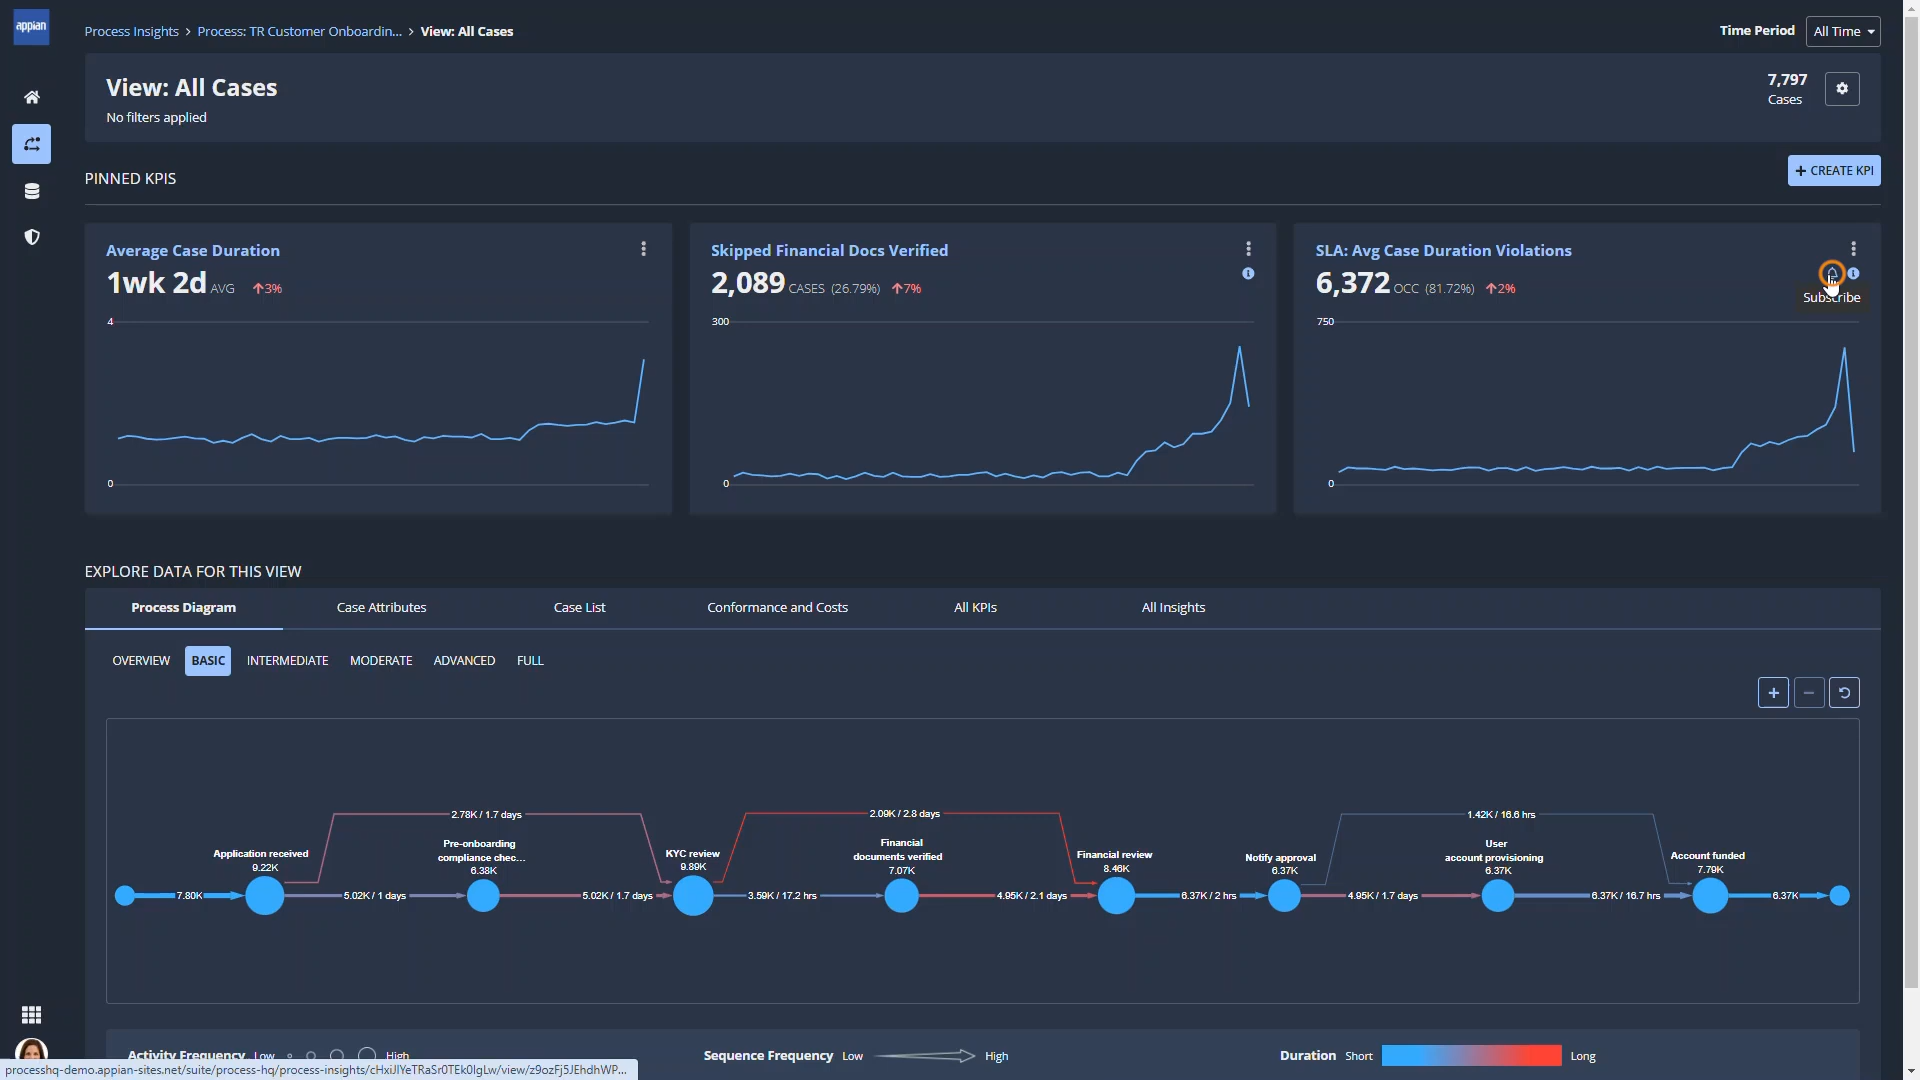 appian
Process Insights > Process: TR Customer Onboardin... > View: All Cases
Time Period All Time
View: All Cases
No filters applied
7,797
Cases
PINNED KPIS
+ CREATE KPI
Average Case Duration
1wk 2d AVG ↑3%
4
0
Skipped Financial Docs Verified
2,089 CASES (26.79%) ↑7%
300
0
SLA: Avg Case Duration Violations
6,372 OCC (81.72%) ↑2%
Subscribe
750
0
EXPLORE DATA FOR THIS VIEW
Process Diagram Case Attributes Case List Conformance and Costs All KPIs All Insights
OVERVIEW BASIC INTERMEDIATE MODERATE ADVANCED FULL
2.78K / 1.7 days
2.09K / 2.8 days
1.42K / 16.6 hrs
Application received
9.22K
Pre-onboarding
compliance chec...
6.38K
KYC review
9.89K
Financial
documents verified
7.07K
Financial review
8.46K
Notify approval
6.37K
User
account provisioning
6.37K
Account funded
7.79K
7.80K 5.02K / 1 days 5.02K / 1.7 days 3.59K / 17.2 hrs 4.95K / 2.1 days 6.37K / 2 hrs 4.95K / 1.7 days 6.37K / 16.7 hrs 6.37K
Activity Frequency Low High
Sequence Frequency Low High
Duration Short Long
processhq-demo.appian-sites.net/suite/process-hq/process-insights/cHxiJlYeTRaSr0TEk0lgLw/view/z9ozFj5JEhdhWP...